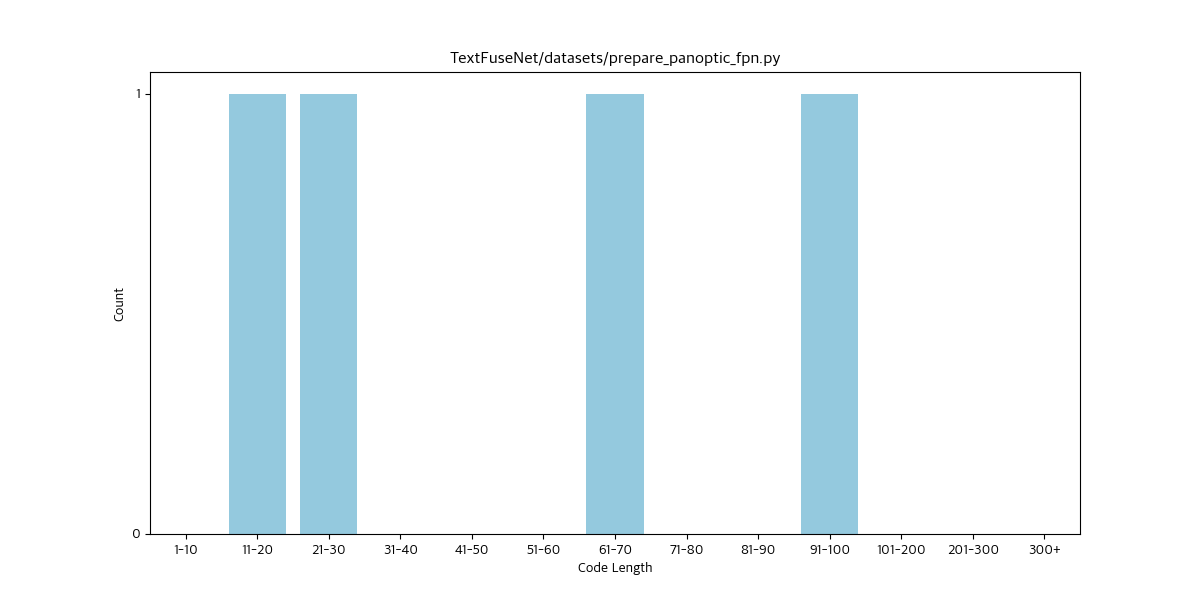 TextFuseNet/datasets/prepare_panoptic_fpn.py
1
Count
0
1-10 11-20 21-30 31-40 41-50 51-60 61-70 71-80 81-90 91-100 101-200 201-300 300+
Code Length